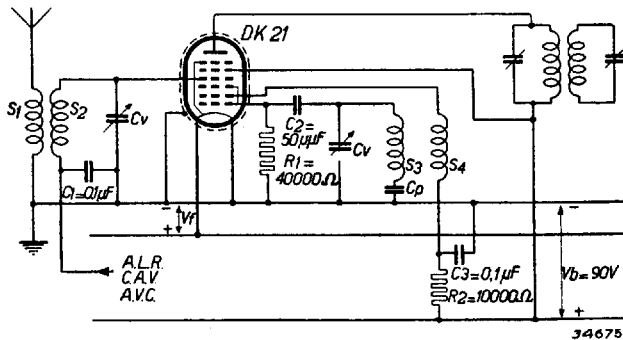 DK 21
S1
S2
Cv
C1=0,1µF
C2=
50µµF
R1=
40000Ω
Cv
S3
Cp
S4
- Vf +
A.L.R.
C.A.V.
A.V.C.
C3=0,1µF
R2=10000Ω
-
Vb=90V
+
34675